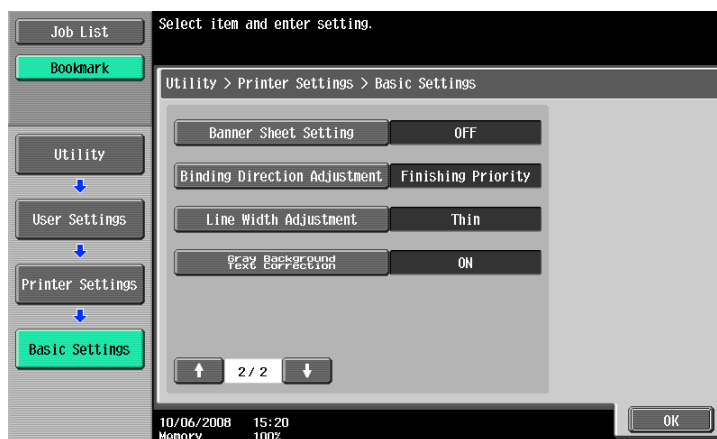 Job List
Bookmark
Select item and enter setting.
Utility > Printer Settings > Basic Settings
Utility
User Settings
Printer Settings
Basic Settings
Banner Sheet Setting OFF
Binding Direction Adjustment Finishing Priority
Line Width Adjustment Thin
Gray Background
Text Correction ON
2/2
10/06/2008 15:20
Memory 100%
OK